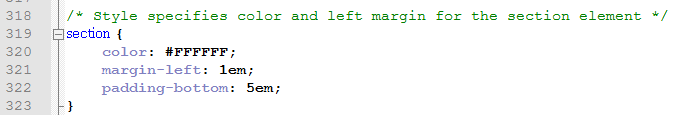 318 /* Style specifies color and left margin for the section element */
319 section {
320 color: #FFFFFF;
321 margin-left: 1em;
322 padding-bottom: 5em;
323 }